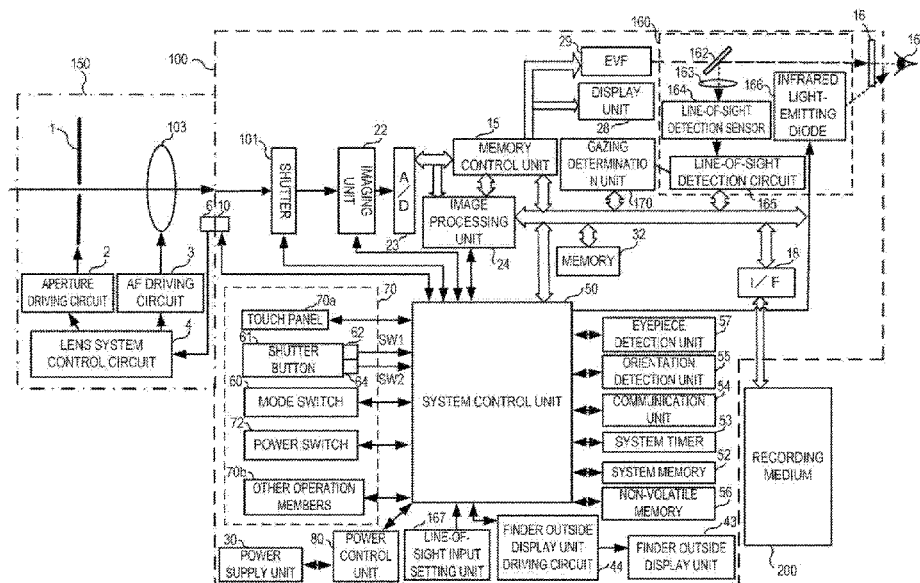 150
100
1
103
101
SHUTTER
22
IMAGING
UNIT
A/D
23
160
29
EVF
DISPLAY
UNIT
28
15
MEMORY CONTROL UNIT
GAZING
DETERMINATION
UNIT
170
IMAGE
PROCESSING
UNIT
24
162
163
164
LINE-OF-SIGHT
DETECTION SENSOR
166
INFRARED
LIGHT-
EMITTING
DIODE
LINE-OF-SIGHT
DETECTION CIRCUIT
165
16
16
MEMORY
32
18
I/F
6
10
2
APERTURE
DRIVING CIRCUIT
3
AF DRIVING
CIRCUIT
4
LENS SYSTEM
CONTROL CIRCUIT
70a
70
TOUCH PANEL
61
62
SHUTTER
BUTTON
64
SW1
SW2
60
MODE SWITCH
72
POWER SWITCH
70b
OTHER OPERATION
MEMBERS
50
SYSTEM CONTROL
UNIT
57
EYEPIECE
DETECTION UNIT
55
ORIENTATION
DETECTION UNIT
54
COMMUNICATION
UNIT
53
SYSTEM TIMER
52
SYSTEM MEMORY
56
NON-VOLATILE
MEMORY
RECORDING
MEDIUM
200
30
POWER
SUPPLY UNIT
80
POWER
CONTROL
UNIT
167
LINE-OF-
SIGHT INPUT
SETTING UNIT
FINDER OUTSIDE
DISPLAY UNIT
DRIVING CIRCUIT
44
43
FINDER OUTSIDE
DISPLAY UNIT